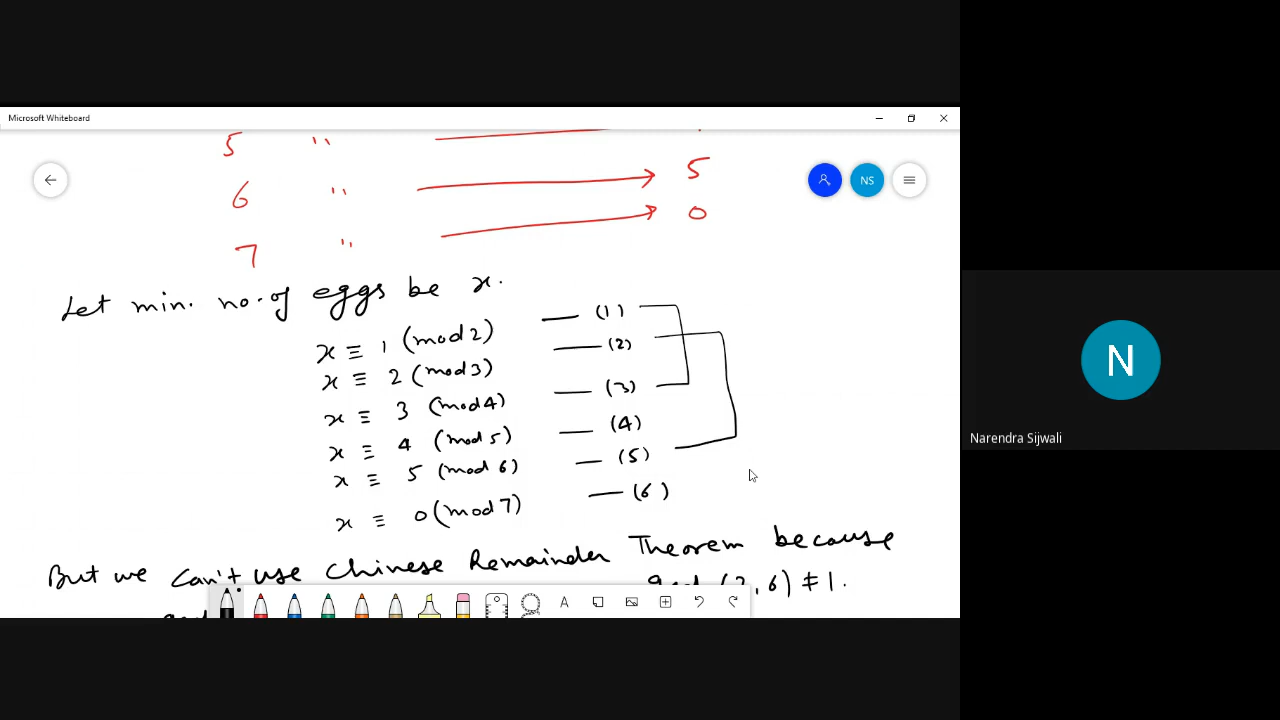 Microsoft Whiteboard
5 " 
6 " → 5
7 " → 0
NS
Let min. no. of eggs be x.
x ≡ 1 (mod 2) — (1)
x ≡ 2 (mod 3) — (2)
x ≡ 3 (mod 4) — (3)
x ≡ 4 (mod 5) — (4)
x ≡ 5 (mod 6) — (5)
x ≡ 0 (mod 7) — (6)
But we can't use Chinese Remainder Theorem because
, 6) ≠ 1.
A
N
Narendra Sijwali